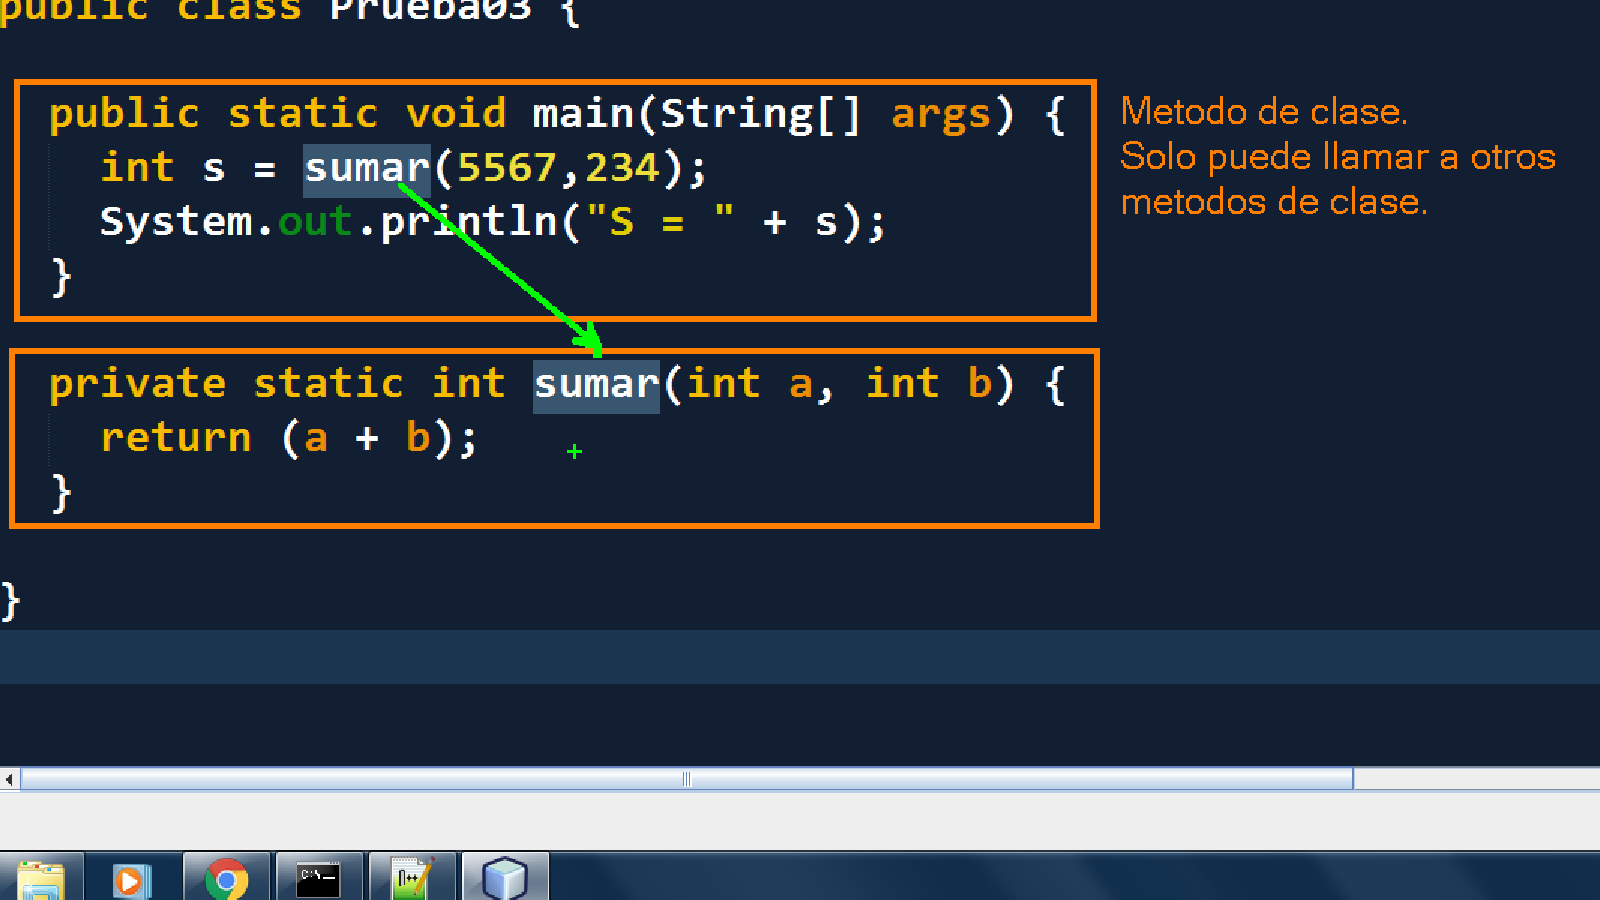 public class Prueba03 {
public static void main(String[] args) {
int s = sumar(5567,234);
System.out.println("S = " + s);
}
private static int sumar(int a, int b) {
return (a + b);
}
}
Metodo de clase.
Solo puede llamar a otros
metodos de clase.
C:\